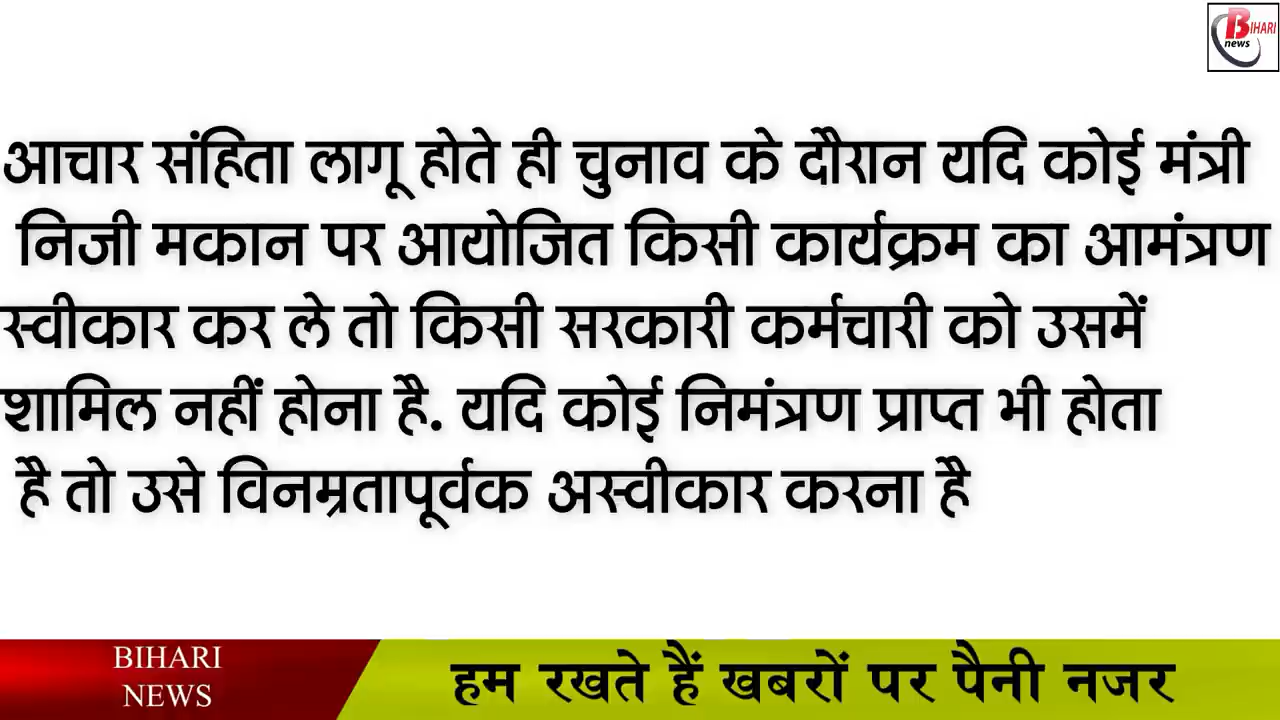 BIHARI
news
आचार संहिता लागू होते ही चुनाव के दौरान यदि कोई मंत्री
निजी मकान पर आयोजित किसी कार्यक्रम का आमंत्रण
स्वीकार कर ले तो किसी सरकारी कर्मचारी को उसमें
शामिल नहीं होना है. यदि कोई निमंत्रण प्राप्त भी होता
है तो उसे विनम्रतापूर्वक अस्वीकार करना है
BIHARI
NEWS
हम रखते हैं खबरों पर पैनी नजर